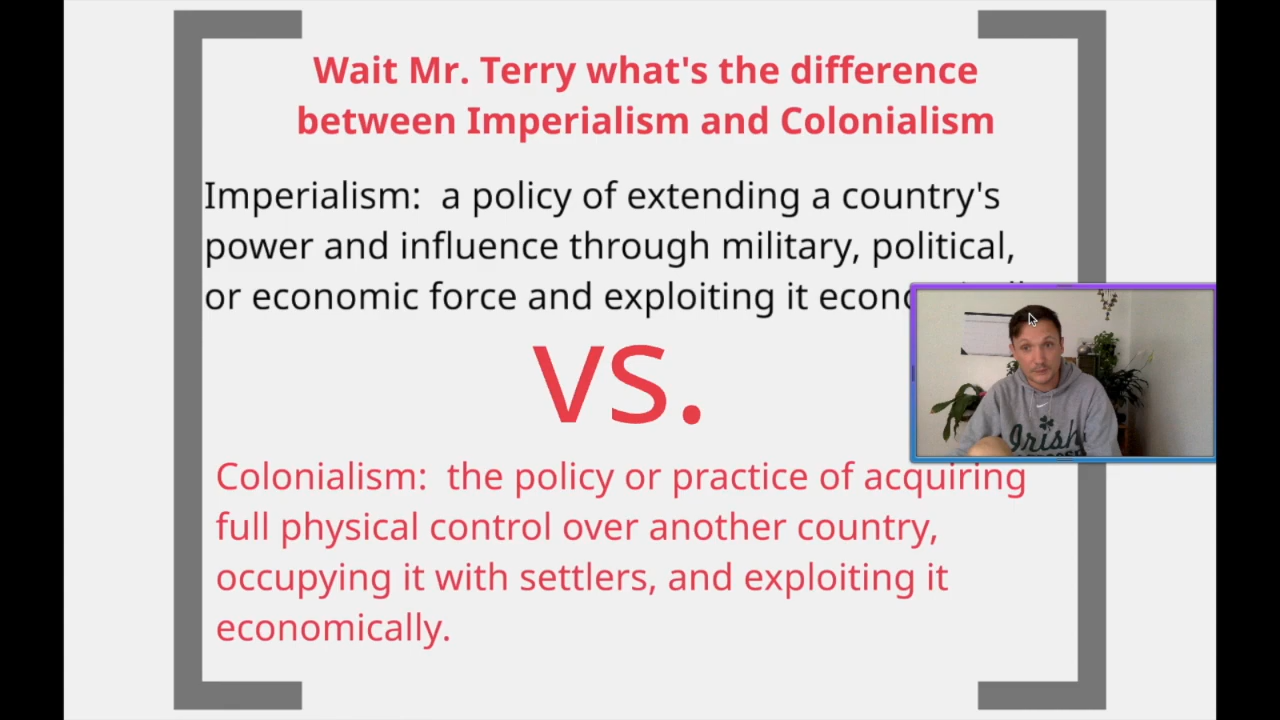 Wait Mr. Terry what's the difference
between Imperialism and Colonialism
Imperialism: a policy of extending a country's
power and influence through military, political,
or economic force and exploiting it
VS.
Irish
Colonialism: the policy or practice of acquiring
full physical control over another country,
occupying it with settlers, and exploiting it
economically.